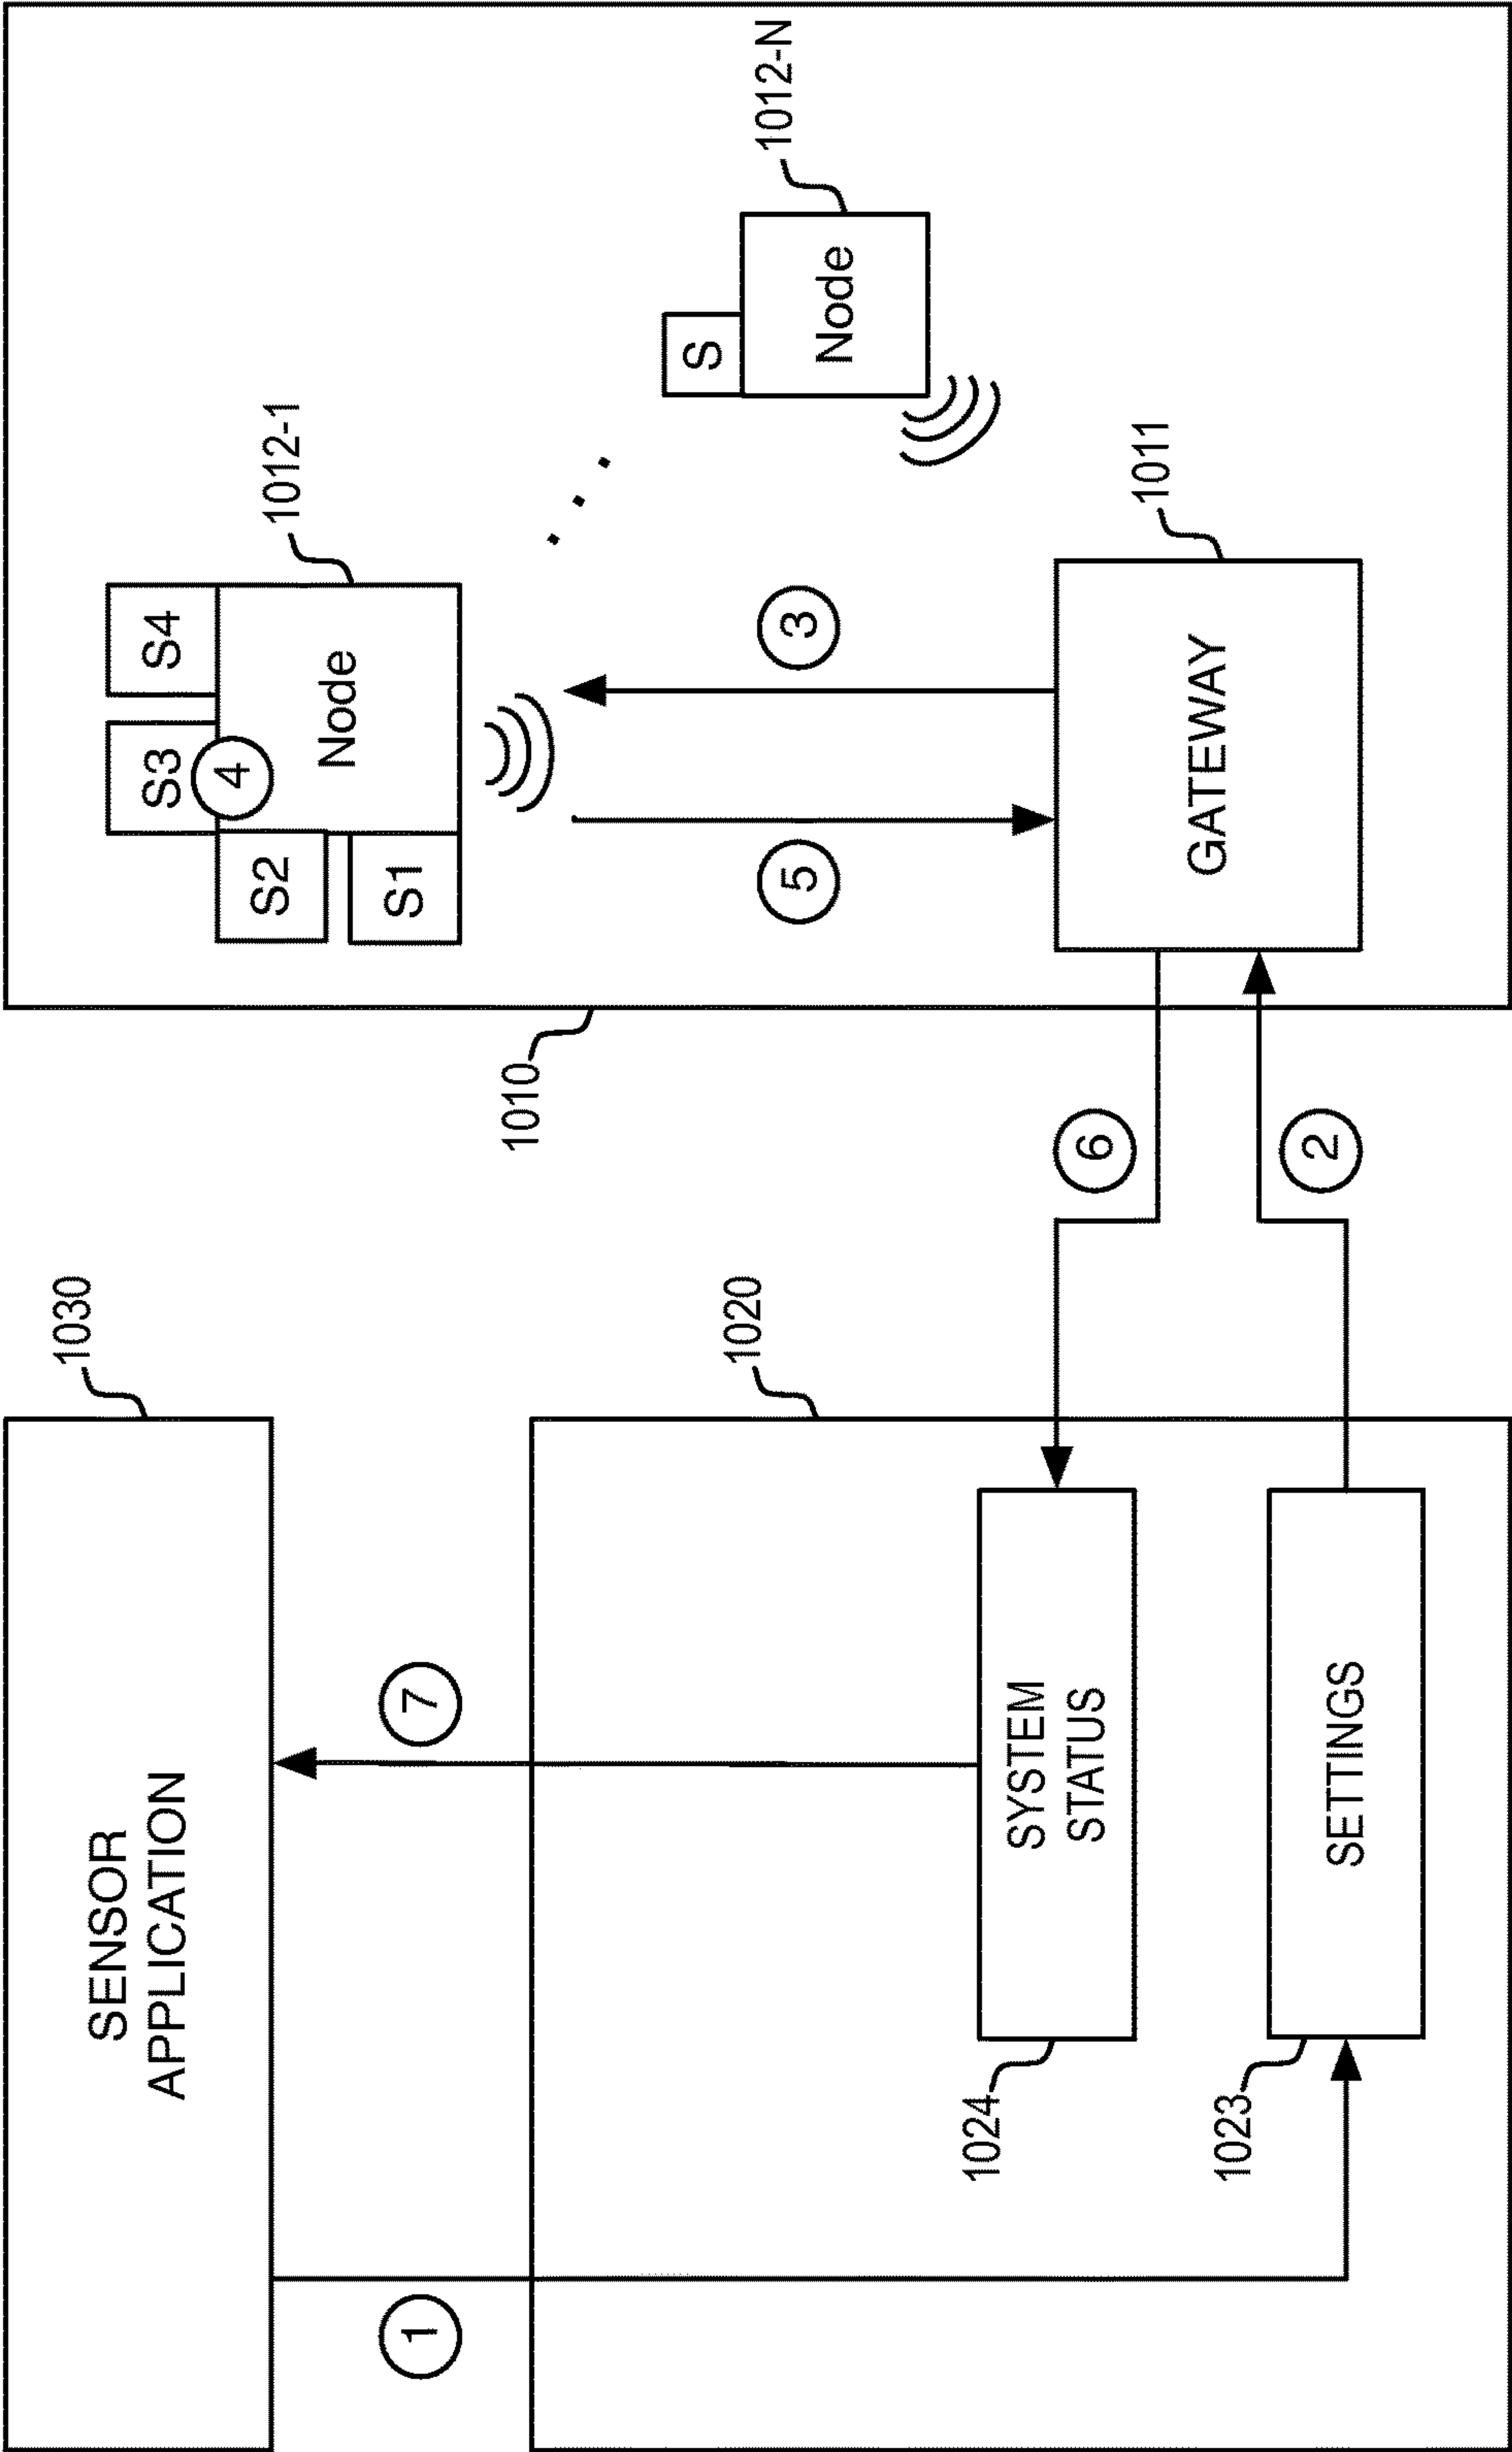 SENSOR
APPLICATION
1030
1
7
1020
1024
SYSTEM
STATUS
1023
SETTINGS
6
2
1010
S3
S4
4
S2
S1
Node
1012-1
5
3
S
Node
1012-N
GATEWAY
1011